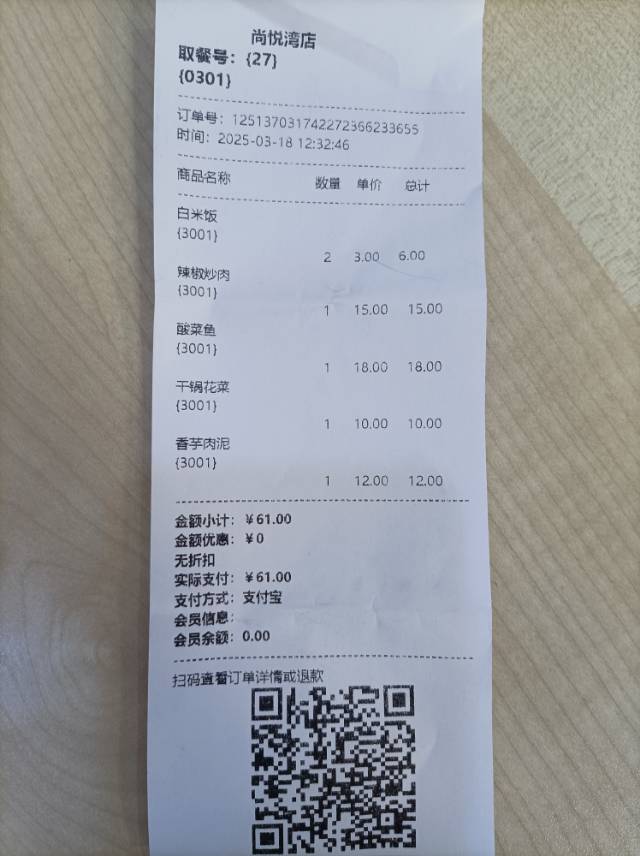 尚悦湾店
取餐号：{27}
{0301}
订单号：1251370317422723662336​55
时间：2025-03-18 12:32:46
商品名称 数量 单价 总计
白米饭
{3001}
2 3.00 6.00
辣椒炒肉
{3001}
1 15.00 15.00
酸菜鱼
{3001}
1 18.00 18.00
干锅花菜
{3001}
1 10.00 10.00
香芋肉泥
{3001}
1 12.00 12.00
金额小计：￥61.00
金额优惠：￥0
无折扣
实际支付：￥61.00
支付方式：支付宝
会员信息：
会员余额：0.00
扫码查看订单详情或退款